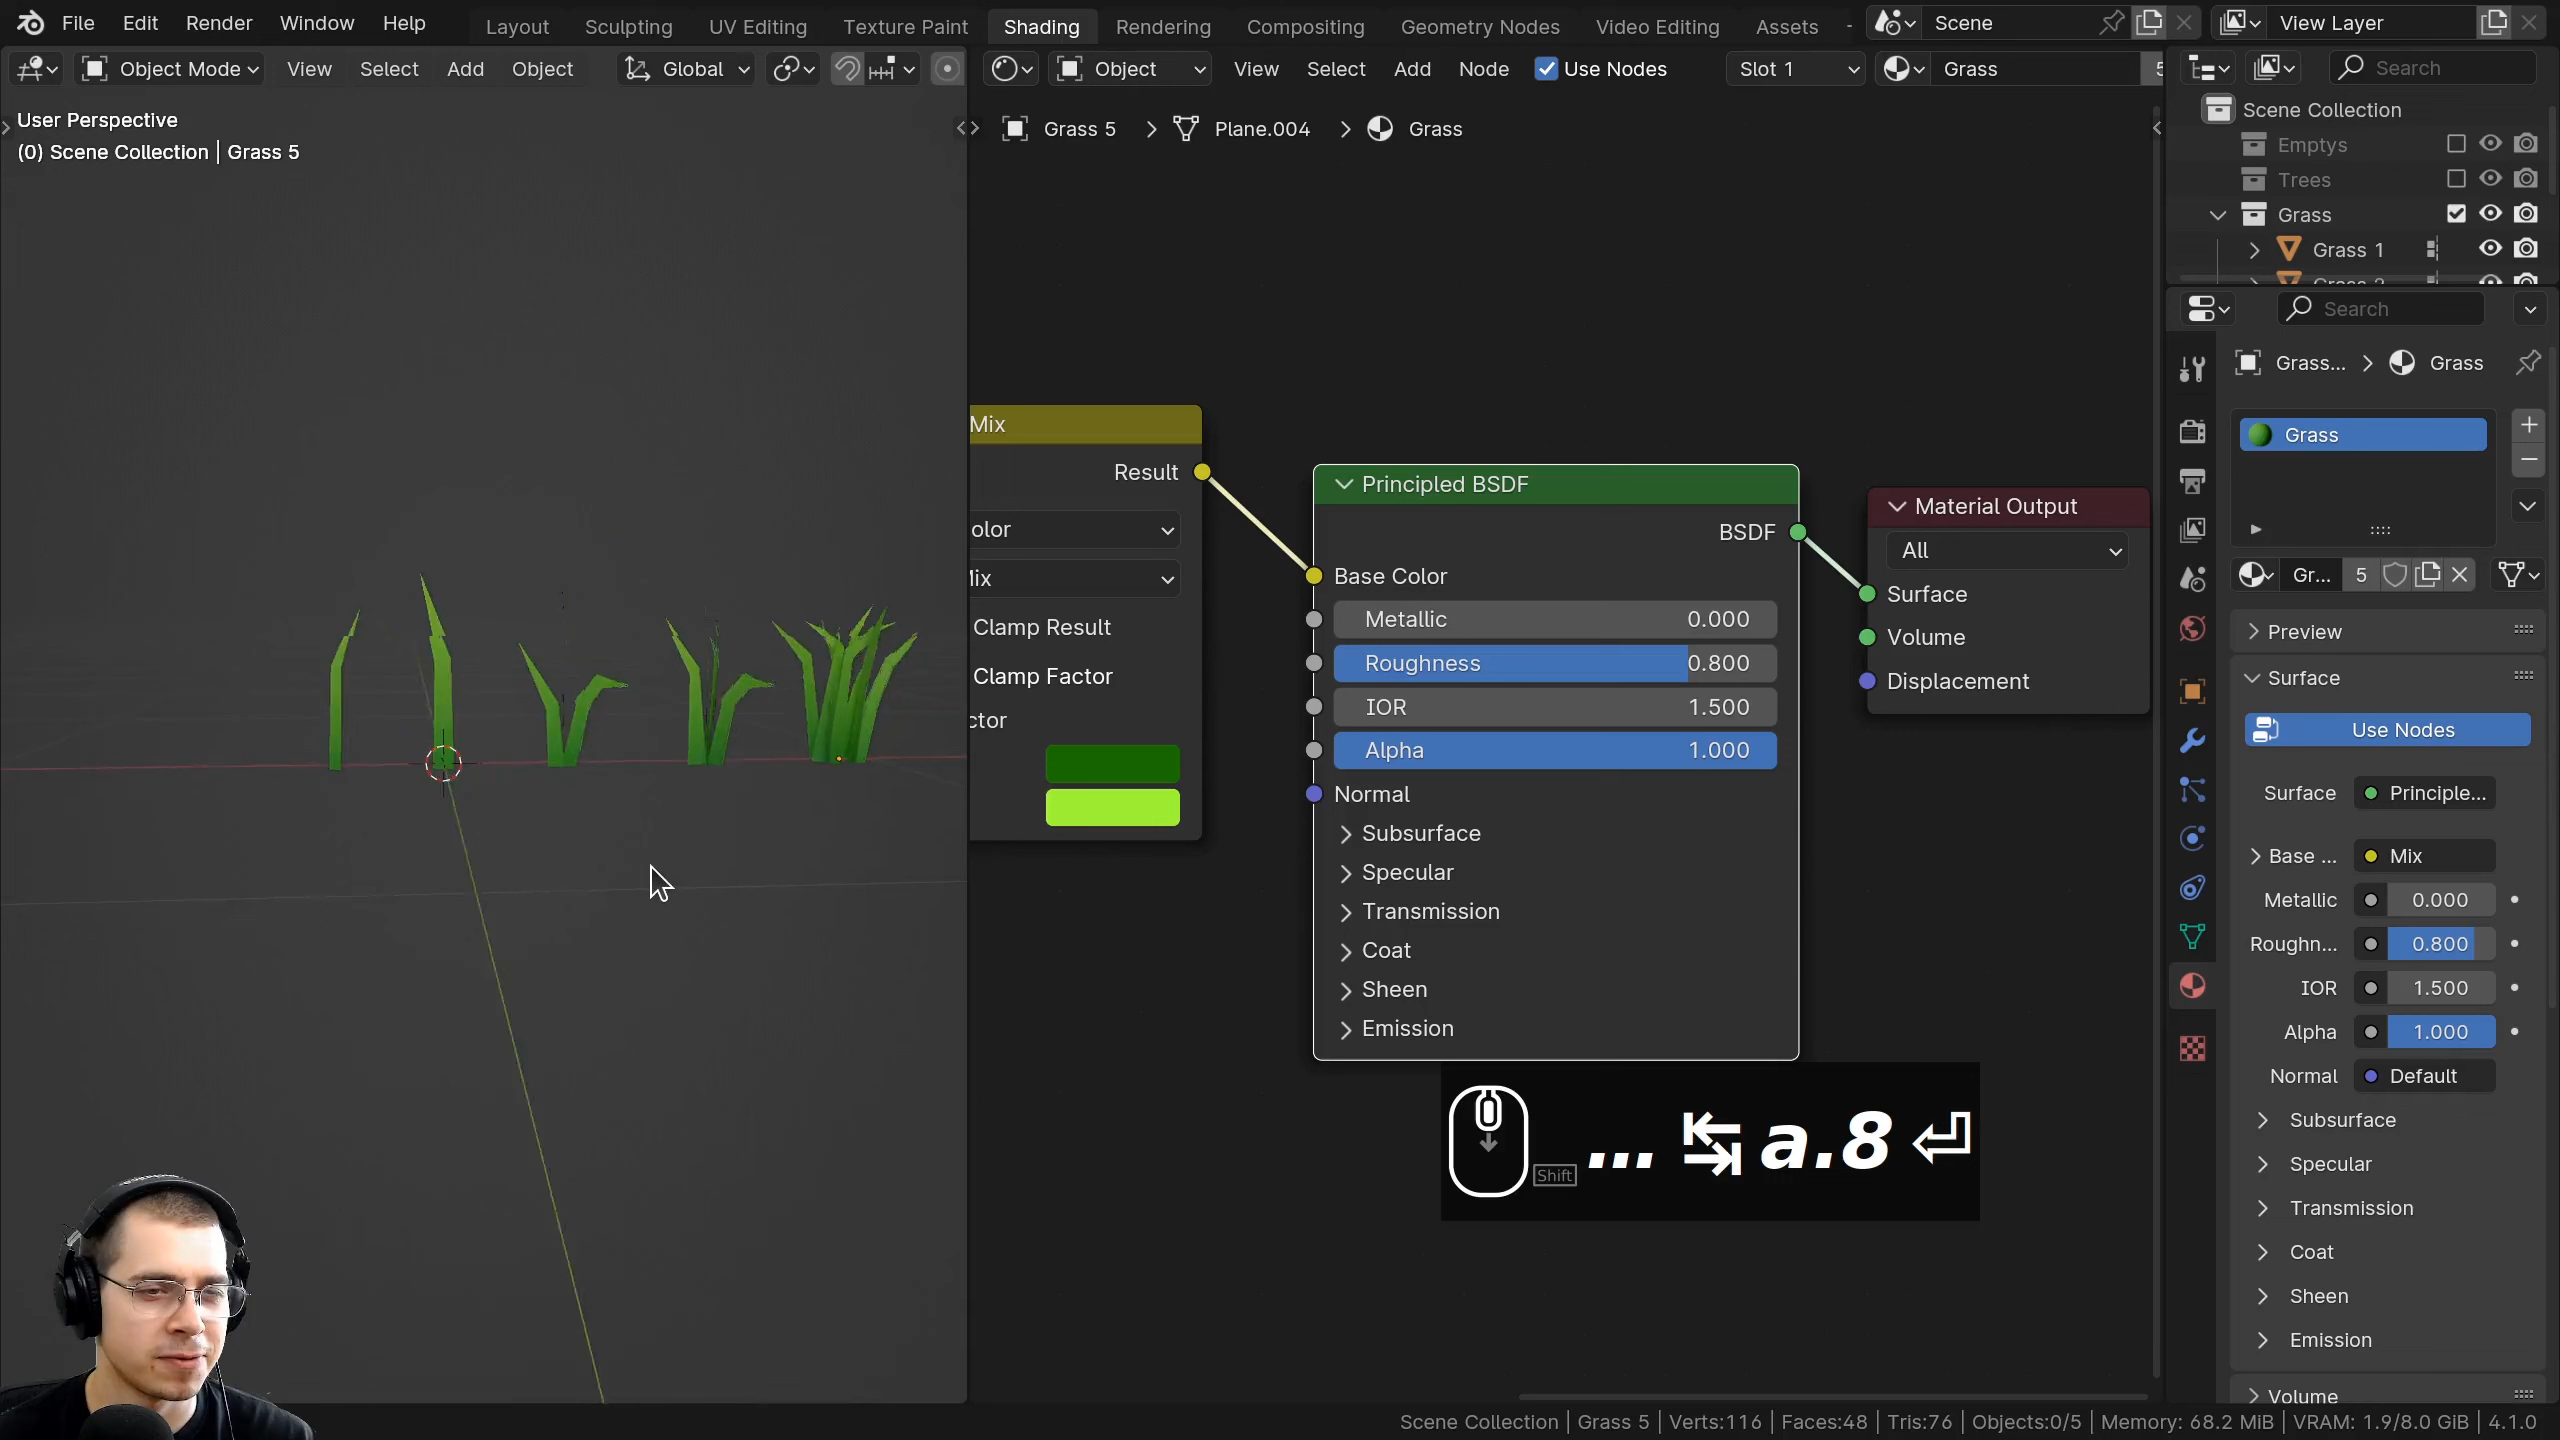 File Edit Render Window Help Layout Sculpting UV Editing Texture Paint Shading Rendering Compositing Geometry Nodes Video Editing Assets Scene View Layer
Object Mode View Select Add Object Global
Object View Select Add Node Use Nodes Slot 1 Grass 5
Search
User Perspective
(0) Scene Collection | Grass 5
Grass 5 Plane.004 Grass
Scene Collection
Emptys
Trees
Grass
Grass 1
Search
Grass... Grass
Grass
Gr... 5
Preview
Surface
Use Nodes
Surface Principle...
Base ... Mix
Metallic 0.000
Roughn... 0.800
IOR 1.500
Alpha 1.000
Normal Default
Subsurface
Specular
Transmission
Coat
Sheen
Emission
Volume
Mix
Result
olor
Mix
Clamp Result
Clamp Factor
ctor
Principled BSDF
BSDF
Base Color
Metallic 0.000
Roughness 0.800
IOR 1.500
Alpha 1.000
Normal
Subsurface
Specular
Transmission
Coat
Sheen
Emission
Material Output
All
Surface
Volume
Displacement
Shift ... ↹ a.8 ⏎
Scene Collection | Grass 5 | Verts:116 | Faces:48 | Tris:76 | Objects:0/5 | Memory: 68.2 MiB | VRAM: 1.9/8.0 GiB | 4.1.0